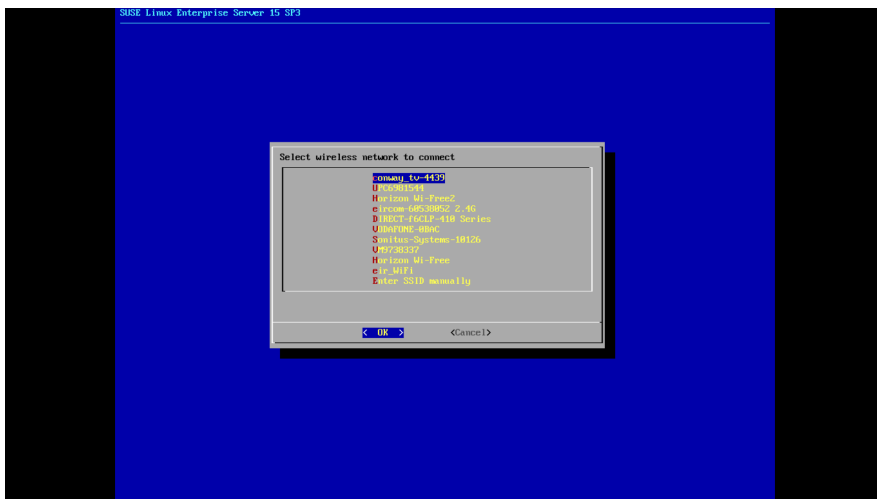 SUSE Linux Enterprise Server 15 SP3
Select wireless network to connect
conway_tv-4439
UPC6981544
Horizon Wi-Free2
eircom-60538052 2.4G
DIRECT-f6CLP-410 Series
VODAFONE-0BAC
Sonitus-Systems-10126
VM9738337
Horizon Wi-Free
eir_WiFi
Enter SSID manually
< OK >
<Cancel>